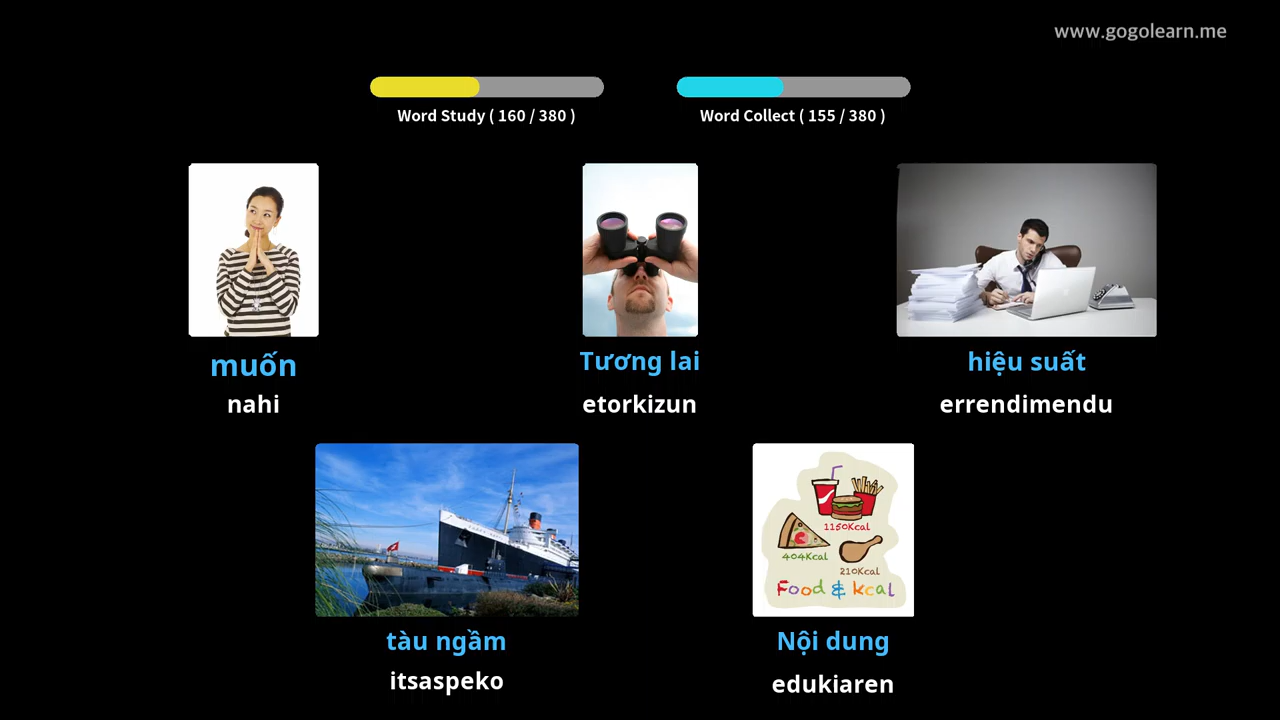 www.gogolearn.me
Word Study ( 160 / 380 )
Word Collect ( 155 / 380 )
muốn
nahi
Tương lai
etorkizun
hiệu suất
errendimendu
1150Kcal
404Kcal
210Kcal
Food & kcal
tàu ngầm
itsaspeko
Nội dung
edukiaren